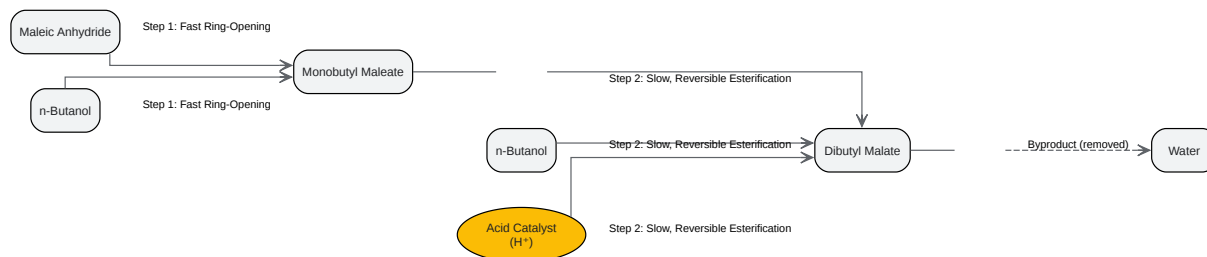 Maleic Anhydride
Step 1: Fast Ring-Opening
Monobutyl Maleate
Step 2: Slow, Reversible Esterification
n-Butanol
Step 1: Fast Ring-Opening
n-Butanol
Step 2: Slow, Reversible Esterification
Dibutyl Malate
Byproduct (removed)
Water
Acid Catalyst
(H⁺)
Step 2: Slow, Reversible Esterification